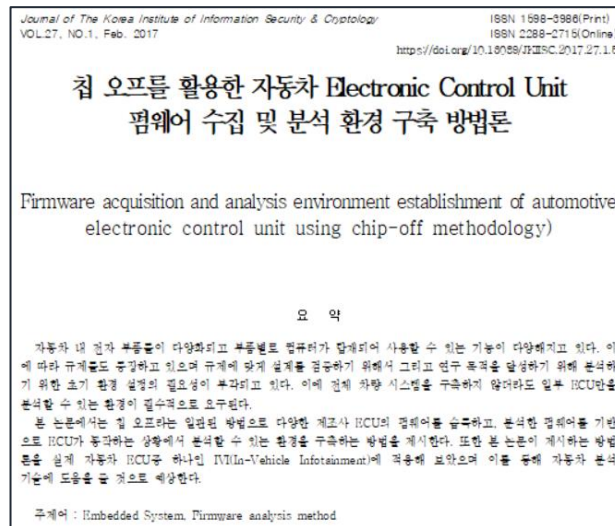 Journal of The Korea Institute of Information Security & Cryptology
VOL.27, NO.1, Feb. 2017
ISSN 1598-3986(Print)
ISSN 2288-2715(Online)
https://doi.org/10.13089/JKIISC.2017.27.1.5
칩 오프를 활용한 자동차 Electronic Control Unit
펌웨어 수집 및 분석 환경 구축 방법론
Firmware acquisition and analysis environment establishment of automotive
electronic control unit using chip-off methodology)
요 약
자동차 내 전자 부품들이 다양화되고 부품별로 컴퓨터가 탑재되어 사용할 수 있는 기능이 다양해지고 있다. 이
에 따라 규제들도 등장하고 있으며 규제에 맞게 설계를 검증하기 위해서 그리고 연구 목적을 달성하기 위해 분석하
기 위한 초기 환경 설정의 필요성이 부각되고 있다. 이에 전체 차량 시스템을 구축하지 않더라도 일부 ECU만을
분석할 수 있는 환경이 필수적으로 요구된다.
본 논문에서는 칩 오프라는 일관된 방법으로 다양한 제조사 ECU의 펌웨어를 습득하고, 분석한 펌웨어를 기반
으로 ECU가 동작하는 상황에서 분석할 수 있는 환경을 구축하는 방법을 제시한다. 또한 본 논문이 제시하는 방법
론을 실제 자동차 ECU중 하나인 IVI(In-Vehicle Infotainment)에 적용해 보았으며 이를 통해 자동차 분석
기술에 도움을 줄 것으로 예상한다.
주제어 : Embedded System, Firmware analysis method